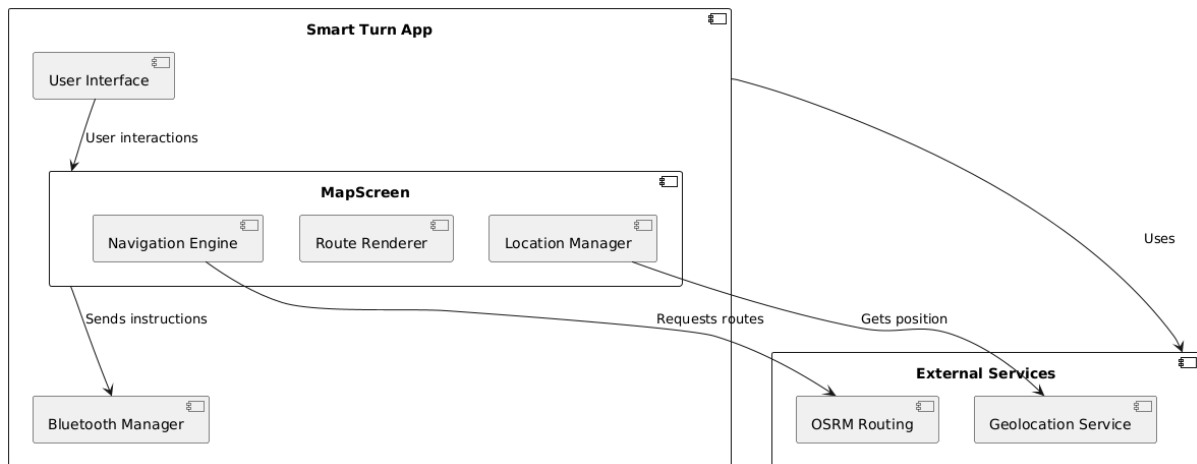 Smart Turn App
User Interface
User interactions
MapScreen
Navigation Engine
Route Renderer
Location Manager
Uses
Sends instructions
Requests routes
Gets position
External Services
Bluetooth Manager
OSRM Routing
Geolocation Service